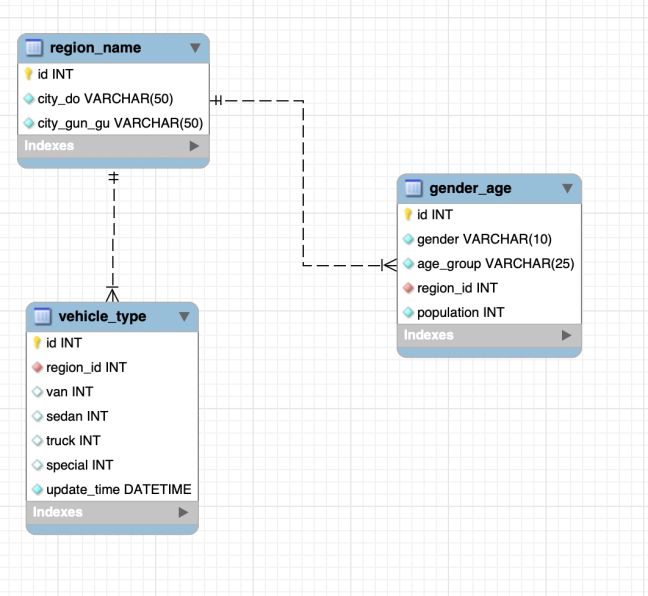 region_name
id INT
city_do VARCHAR(50)
city_gun_gu VARCHAR(50)
Indexes
gender_age
id INT
gender VARCHAR(10)
age_group VARCHAR(25)
region_id INT
population INT
Indexes
vehicle_type
id INT
region_id INT
van INT
sedan INT
truck INT
special INT
update_time DATETIME
Indexes